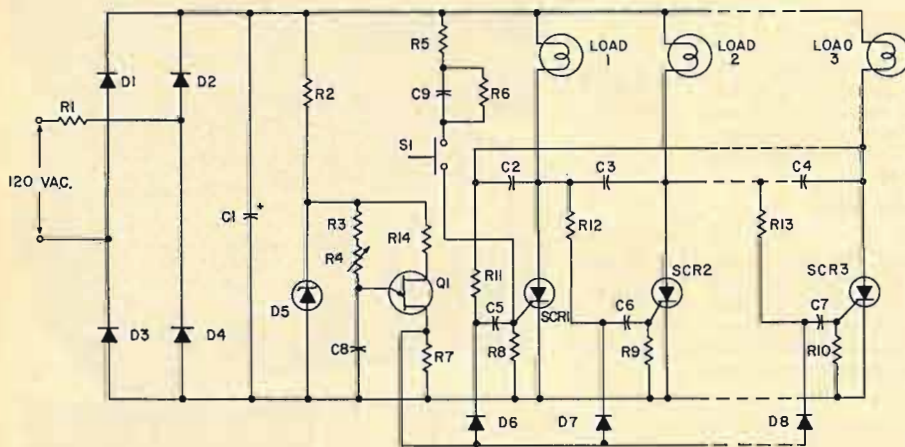 R5
LOAD
1
LOAD
2
LOAO
3
D1
D2
R2
C9
R6
R1
S1
120 VAC.
C2
C3
C4
C1
+
R3
R14
R12
R13
R4
R11
Q1
SCR2
SCR3
D5
C5
SCR1
C6
C7
D3
D4
C8
R7
R8
R9
R10
D6
D7
D8